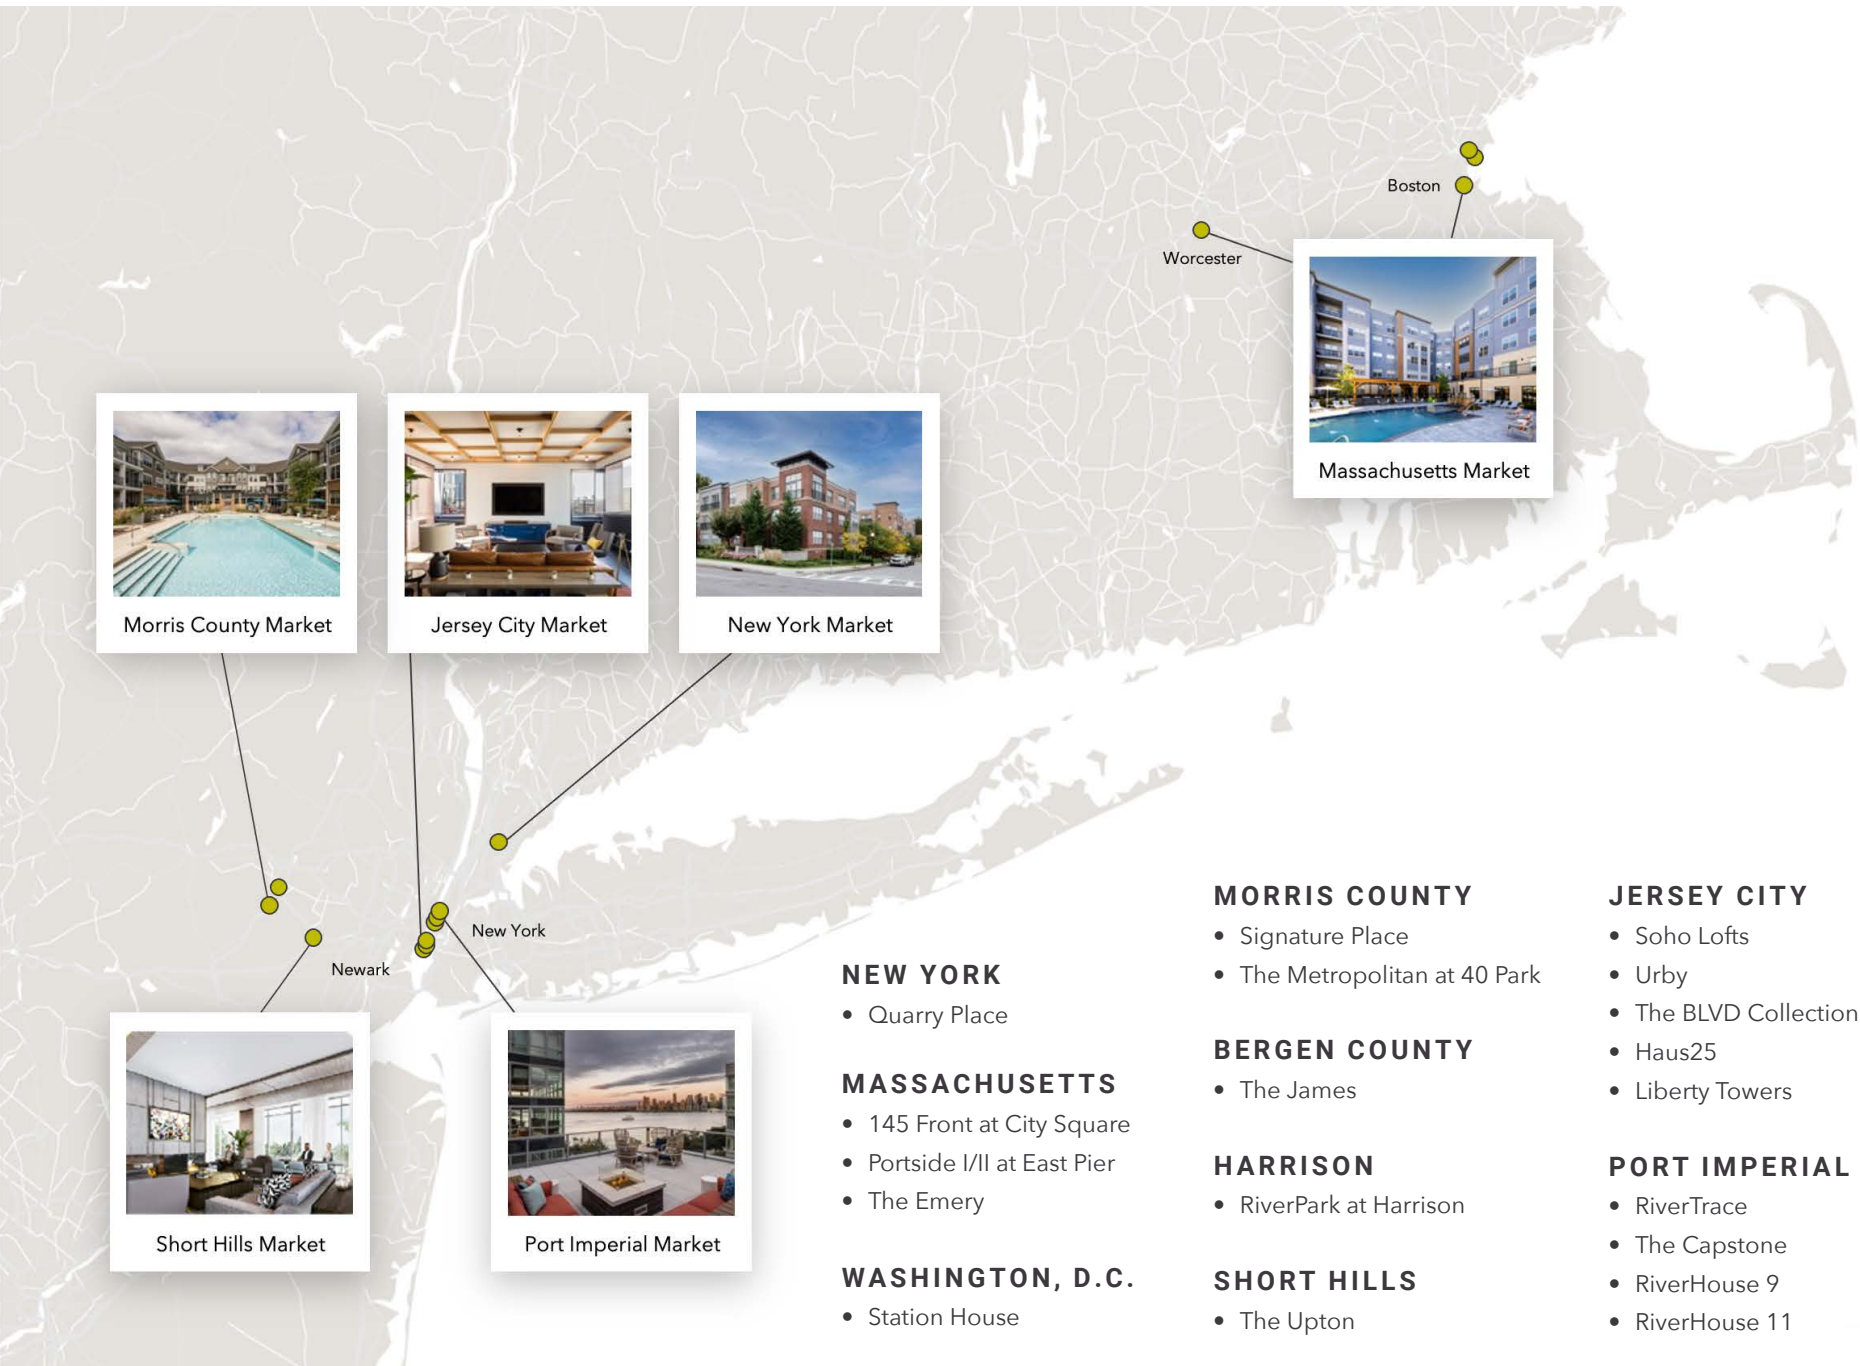 Boston
Worcester
Massachusetts Market
Morris County Market
Jersey City Market
New York Market
New York
Newark
Short Hills Market
Port Imperial Market
NEW YORK
• Quarry Place
MASSACHUSETTS
• 145 Front at City Square
• Portside I/II at East Pier
• The Emery
WASHINGTON, D.C.
• Station House
MORRIS COUNTY
• Signature Place
• The Metropolitan at 40 Park
BERGEN COUNTY
• The James
HARRISON
• RiverPark at Harrison
SHORT HILLS
• The Upton
JERSEY CITY
• Soho Lofts
• Urby
• The BLVD Collection
• Haus25
• Liberty Towers
PORT IMPERIAL
• RiverTrace
• The Capstone
• RiverHouse 9
• RiverHouse 11